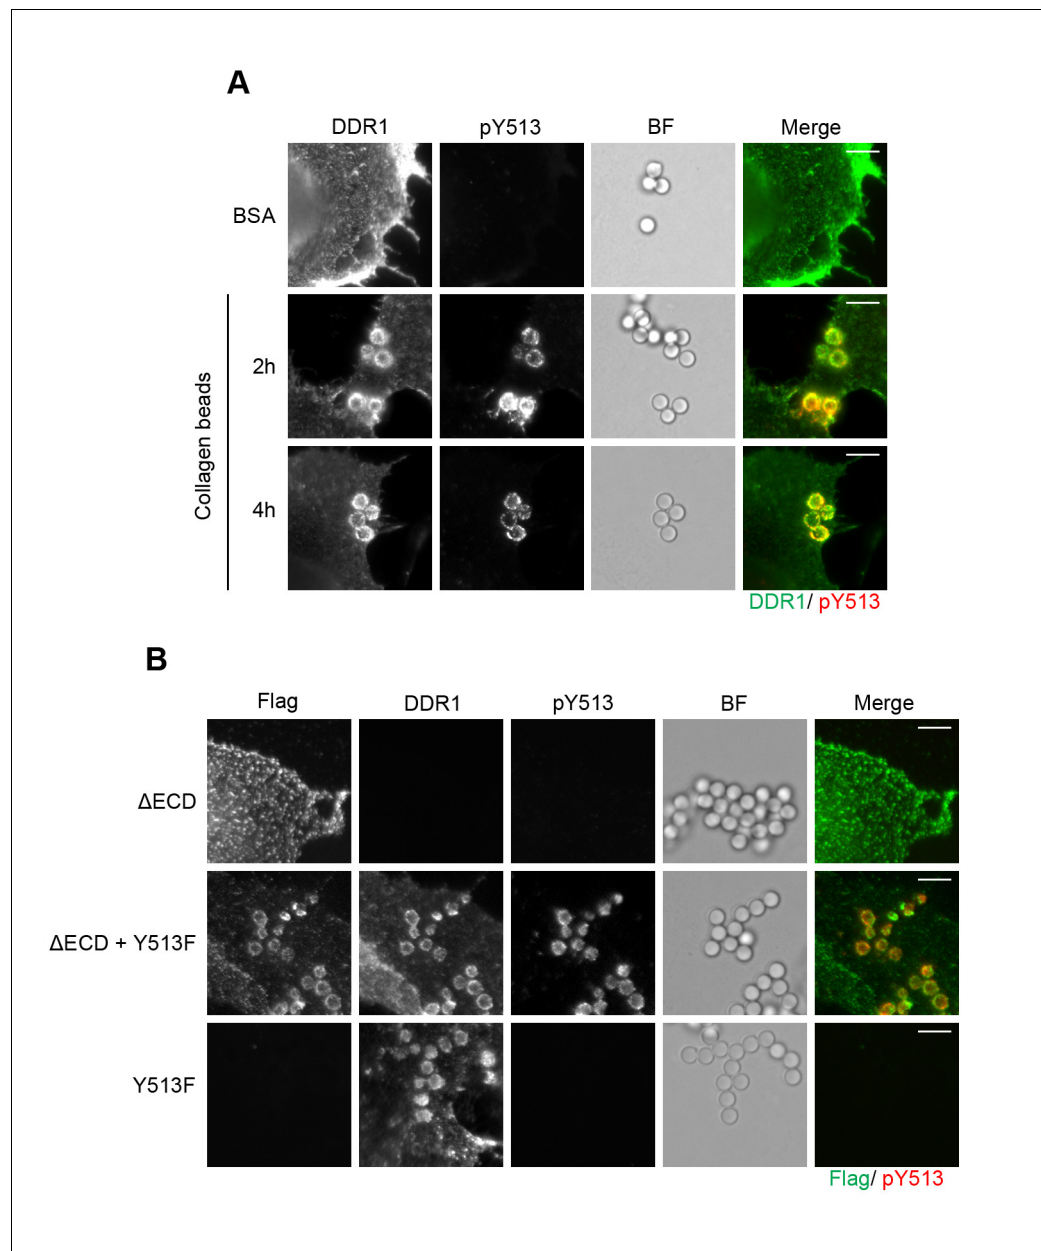 A
DDR1 pY513 BF Merge
BSA
Collagen beads
2h
4h
DDR1/ pY513
B
Flag DDR1 pY513 BF Merge
ΔECD
ΔECD + Y513F
Y513F
Flag/ pY513